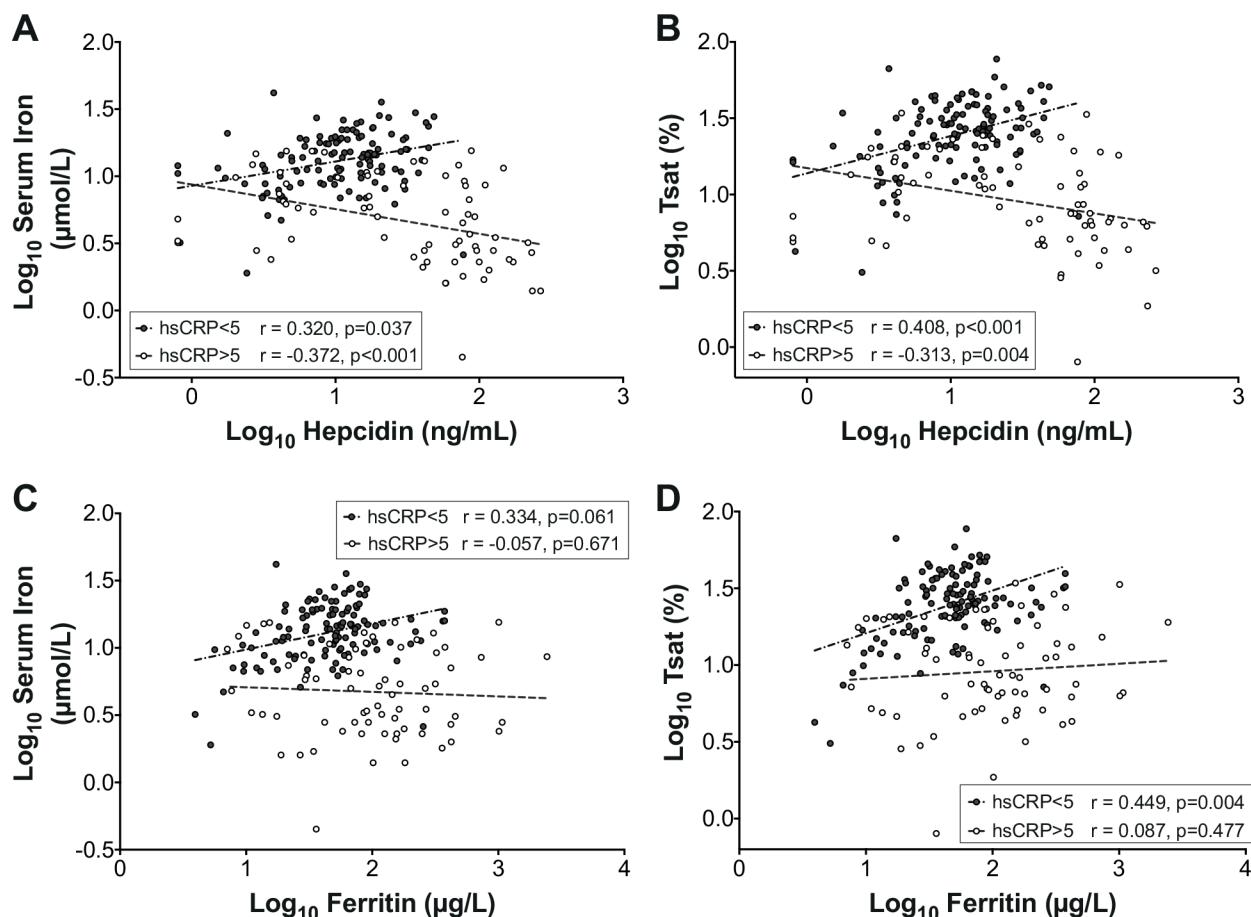 A
B
2.0
1.5
1.0
0.5
0.0
-0.5
Log10 Serum Iron
(µmol/L)
hsCRP<5 r = 0.320, p=0.037
hsCRP>5 r = -0.372, p<0.001
0 1 2 3
Log10 Hepcidin (ng/mL)
2.0
1.5
1.0
0.5
0.0
Log10 Tsat (%)
hsCRP<5 r = 0.408, p<0.001
hsCRP>5 r = -0.313, p=0.004
0 1 2 3
Log10 Hepcidin (ng/mL)
C
D
2.0
1.5
1.0
0.5
0.0
-0.5
Log10 Serum Iron
(µmol/L)
hsCRP<5 r = 0.334, p=0.061
hsCRP>5 r = -0.057, p=0.671
0 1 2 3 4
Log10 Ferritin (µg/L)
2.0
1.5
1.0
0.5
0.0
Log10 Tsat (%)
hsCRP<5 r = 0.449, p=0.004
hsCRP>5 r = 0.087, p=0.477
0 1 2 3 4
Log10 Ferritin (µg/L)